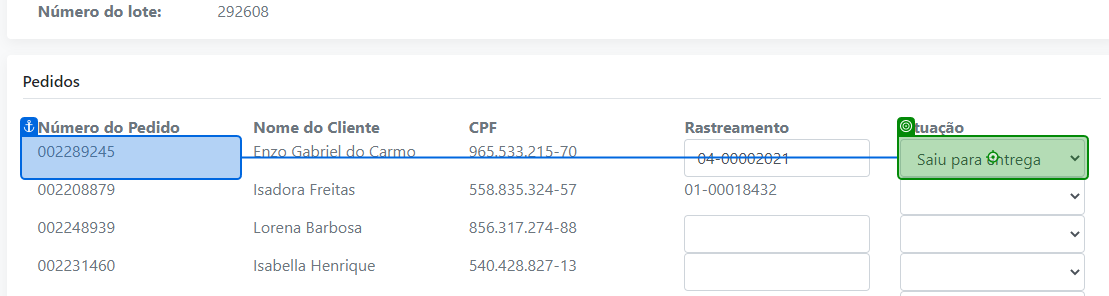 Número do lote: 292608
Pedidos
Número do Pedido Nome do Cliente CPF Rastreamento tuação
002289245 Enzo Gabriel do Carmo 965.533.215-70 04-00002021 Saiu para entrega
002208879 Isadora Freitas 558.835.324-57 01-00018432
002248939 Lorena Barbosa 856.317.274-88
002231460 Isabella Henrique 540.428.827-13